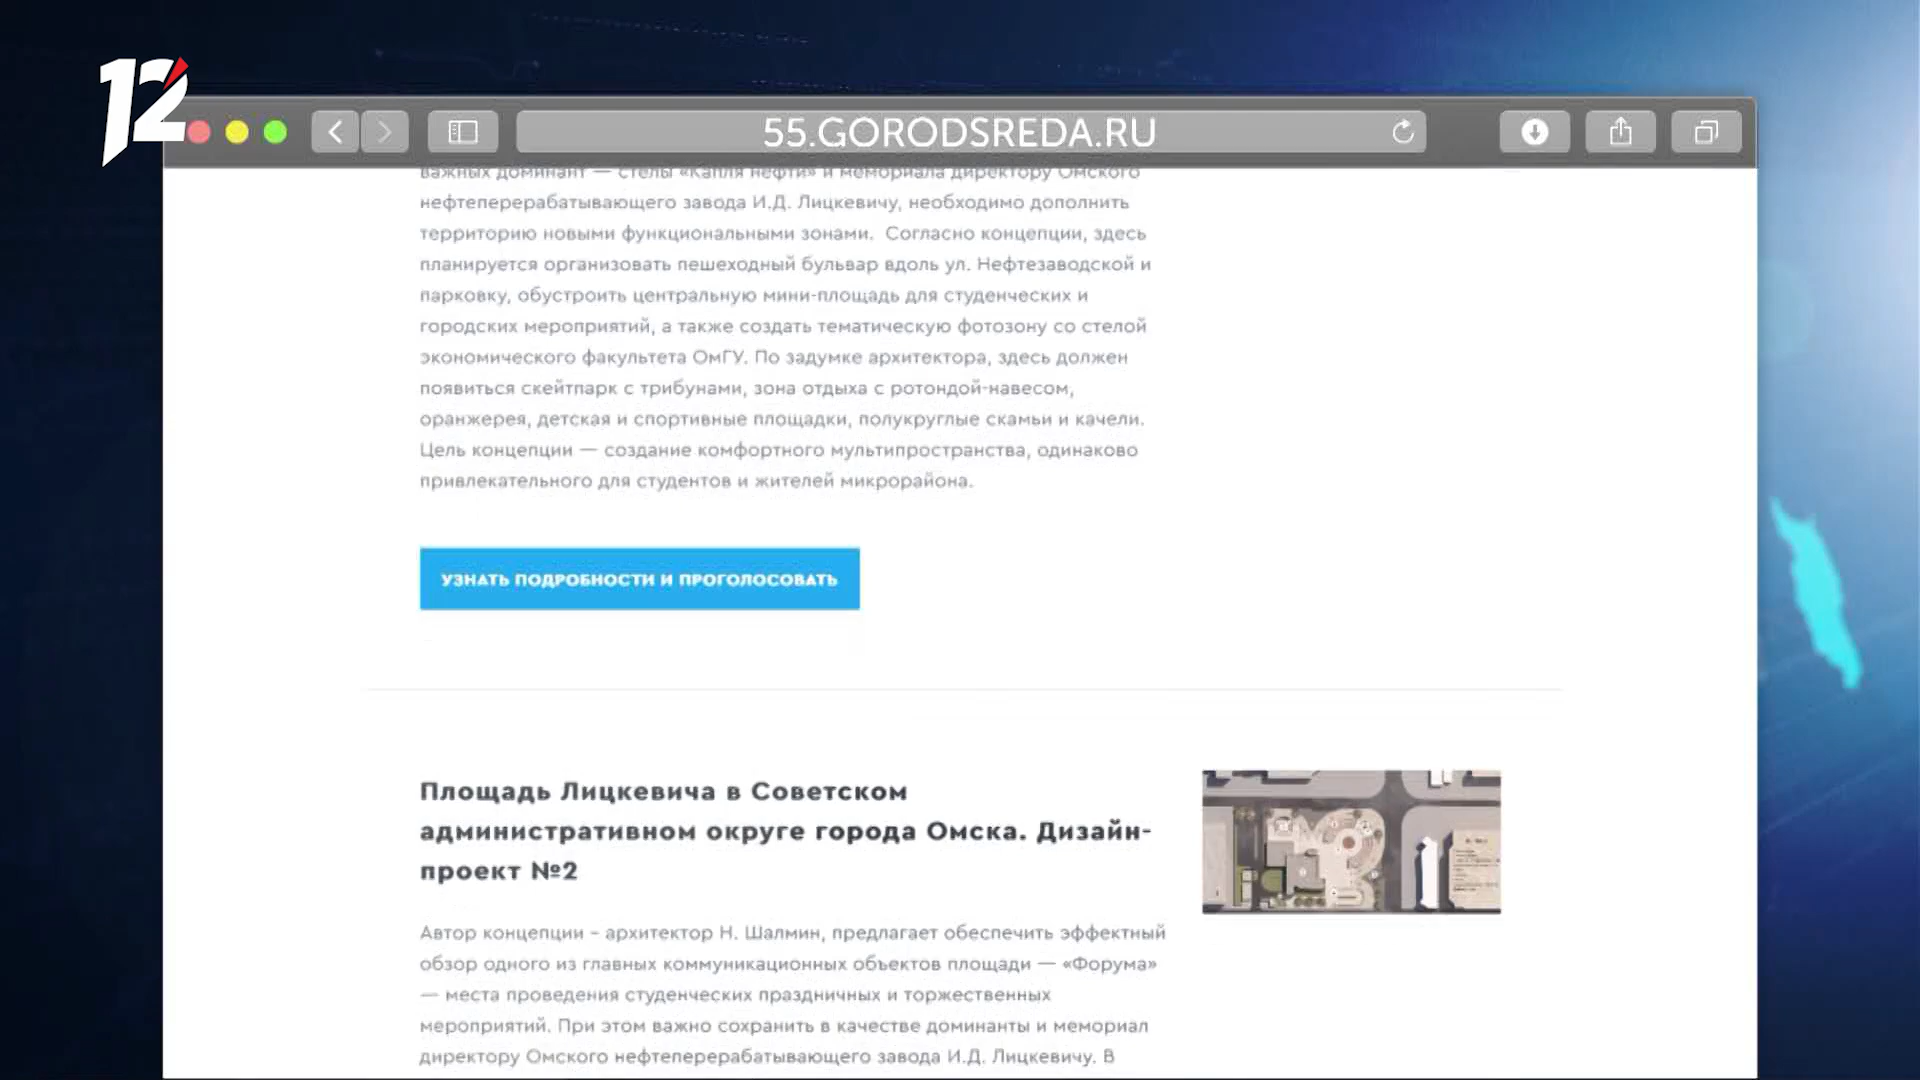 12
55.GORODSREDA.RU
важных доминант — стелы «Капля нефти» и мемориала директору Омского
нефтеперерабатывающего завода И.Д. Лицкевичу, необходимо дополнить
территорию новыми функциональными зонами. Согласно концепции, здесь
планируется организовать пешеходный бульвар вдоль ул. Нефтезаводской и
парковку, обустроить центральную мини-площадь для студенческих и
городских мероприятий, а также создать тематическую фотозону со стелой
экономического факультета ОмГУ. По задумке архитектора, здесь должен
появиться скейтпарк с трибунами, зона отдыха с ротондой-навесом,
оранжерея, детская и спортивные площадки, полукруглые скамьи и качели.
Цель концепции — создание комфортного мультипространства, одинаково
привлекательного для студентов и жителей микрорайона.
УЗНАТЬ ПОДРОБНОСТИ И ПРОГОЛОСОВАТЬ
Площадь Лицкевича в Советском
административном округе города Омска. Дизайн-
проект №2
Автор концепции – архитектор Н. Шалмин, предлагает обеспечить эффектный
обзор одного из главных коммуникационных объектов площади — «Форума»
— места проведения студенческих праздничных и торжественных
мероприятий. При этом важно сохранить в качестве доминанты и мемориал
директору Омского нефтеперерабатывающего завода И.Д. Лицкевичу. В